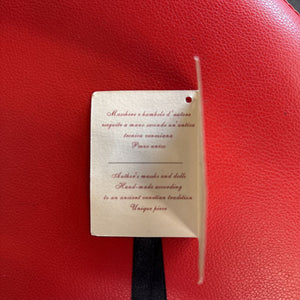 Maschere e bambole d'autore
eseguite a mano secondo un'antica
tecnica veneziana
Pezzo unico
Author's masks and dolls
Hand-made according
to an ancient venetian tradition
Unique piece